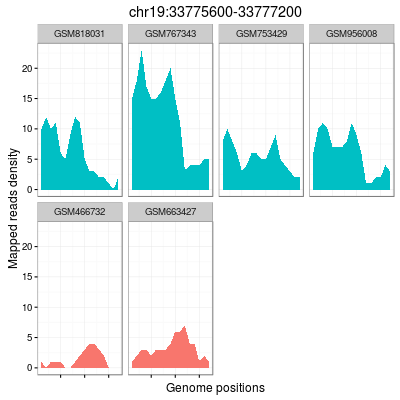 chr19:33775600-33777200
GSM818031 GSM767343 GSM753429 GSM956008
20
15
10
5
0
GSM466732 GSM663427
20
15
10
5
0
Mapped reads density
Genome positions